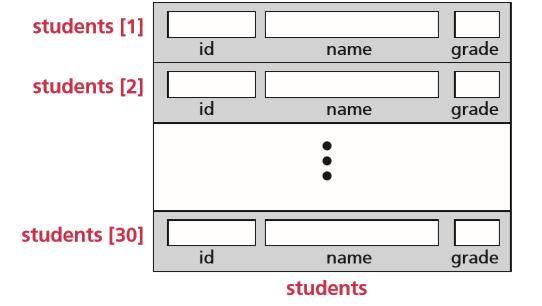 students [1]
id name grade
students [2]
id name grade
students [30]
id name grade
students